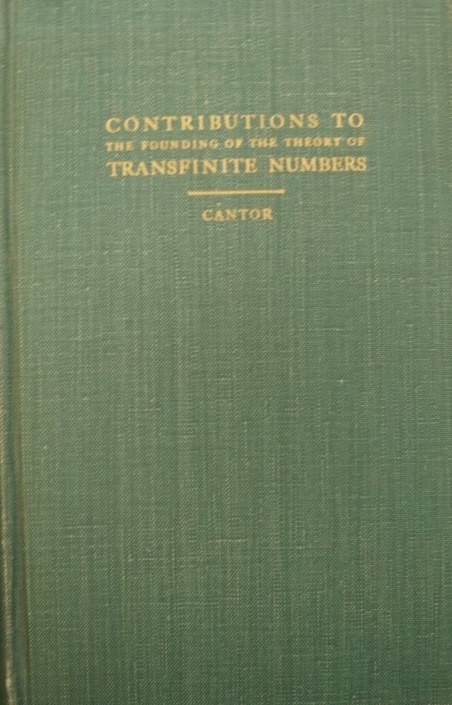 CONTRIBUTIONS TO
THE FOUNDING OF THE THEORY OF
TRANSFINITE NUMBERS
CANTOR